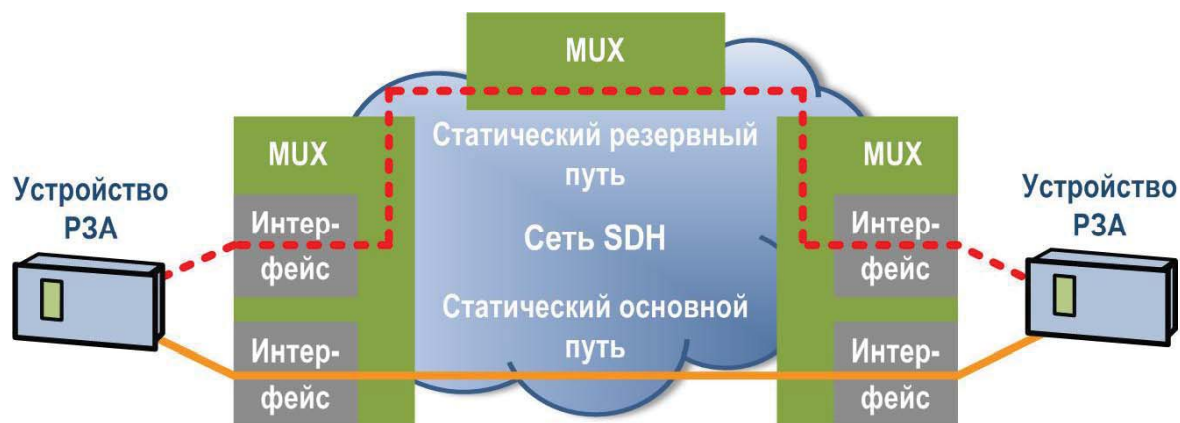 MUX
Статический резервный
путь
MUX
MUX
Устройство
РЗА
Устройство
РЗА
Интер-
фейс
Сеть SDH
Интер-
фейс
Статический основной
путь
Интер-
фейс
Интер-
фейс